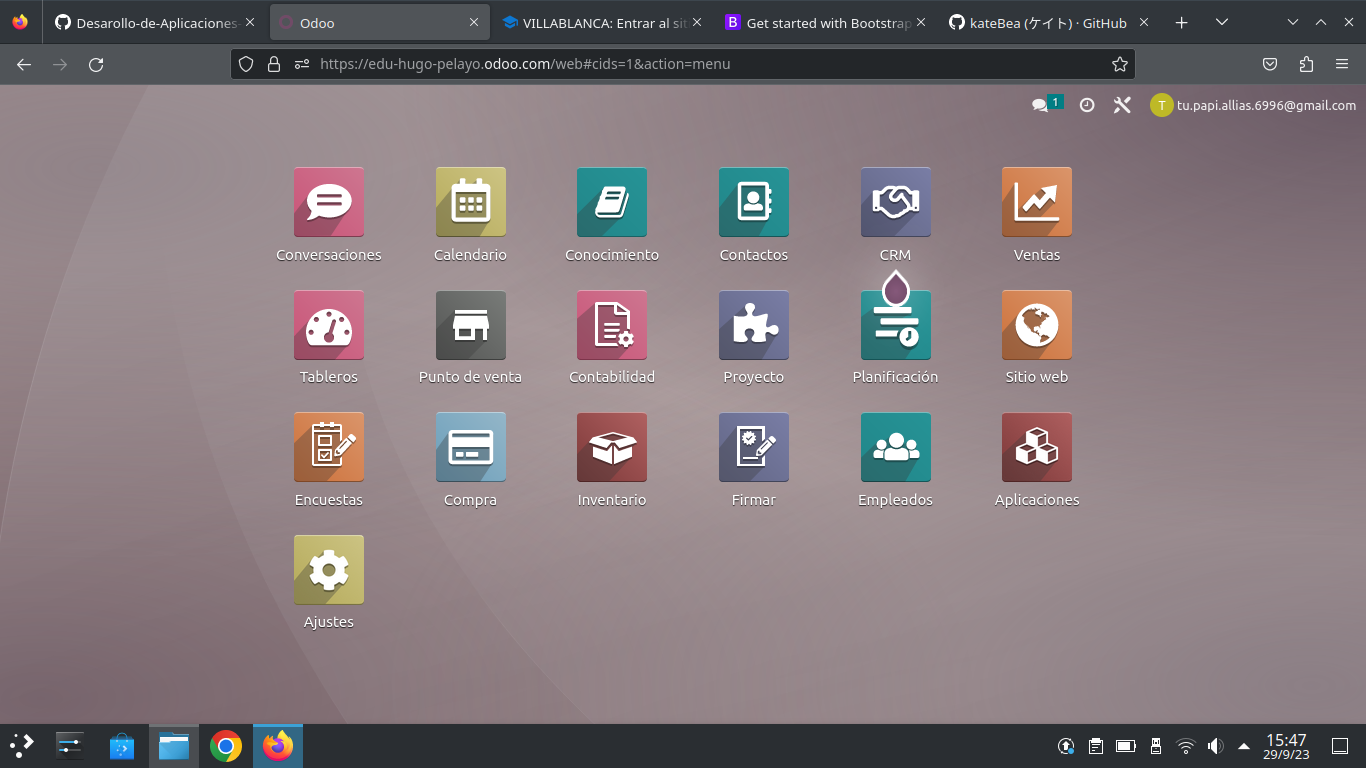 Desarollo-de-Aplicaciones-
Odoo
VILLABLANCA: Entrar al sit
B Get started with Bootstrap
kateBea (ケイト) · GitHub
https://edu-hugo-pelayo.odoo.com/web#cids=1&action=menu
1
T tu.papi.allias.6996@gmail.com
Conversaciones
Calendario
Conocimiento
Contactos
CRM
Ventas
Tableros
Punto de venta
Contabilidad
Proyecto
Planificación
Sitio web
Encuestas
Compra
Inventario
Firmar
Empleados
Aplicaciones
Ajustes
15:47
29/9/23